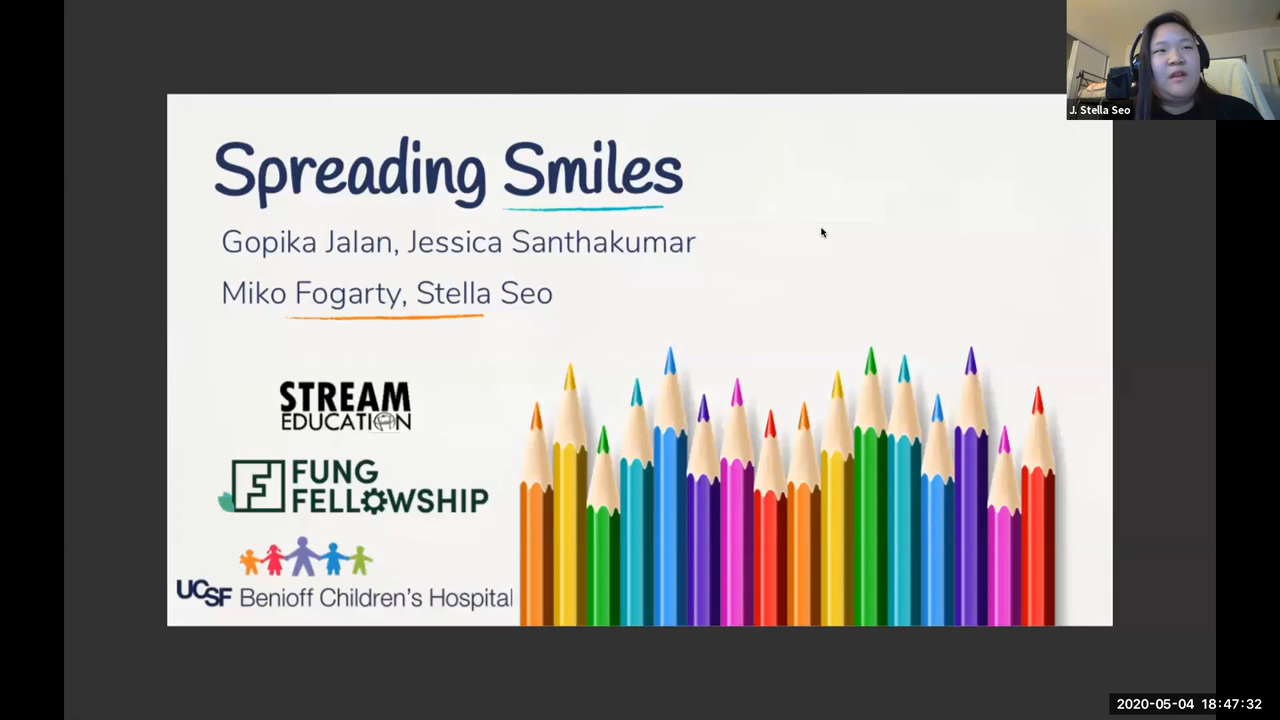 J. Stella Seo
Spreading Smiles
Gopika Jalan, Jessica Santhakumar
Miko Fogarty, Stella Seo
STREAM
EDUCATION
FUNG
FELLOWSHIP
UCSF Benioff Children's Hospital
2020-05-04 18:47:32